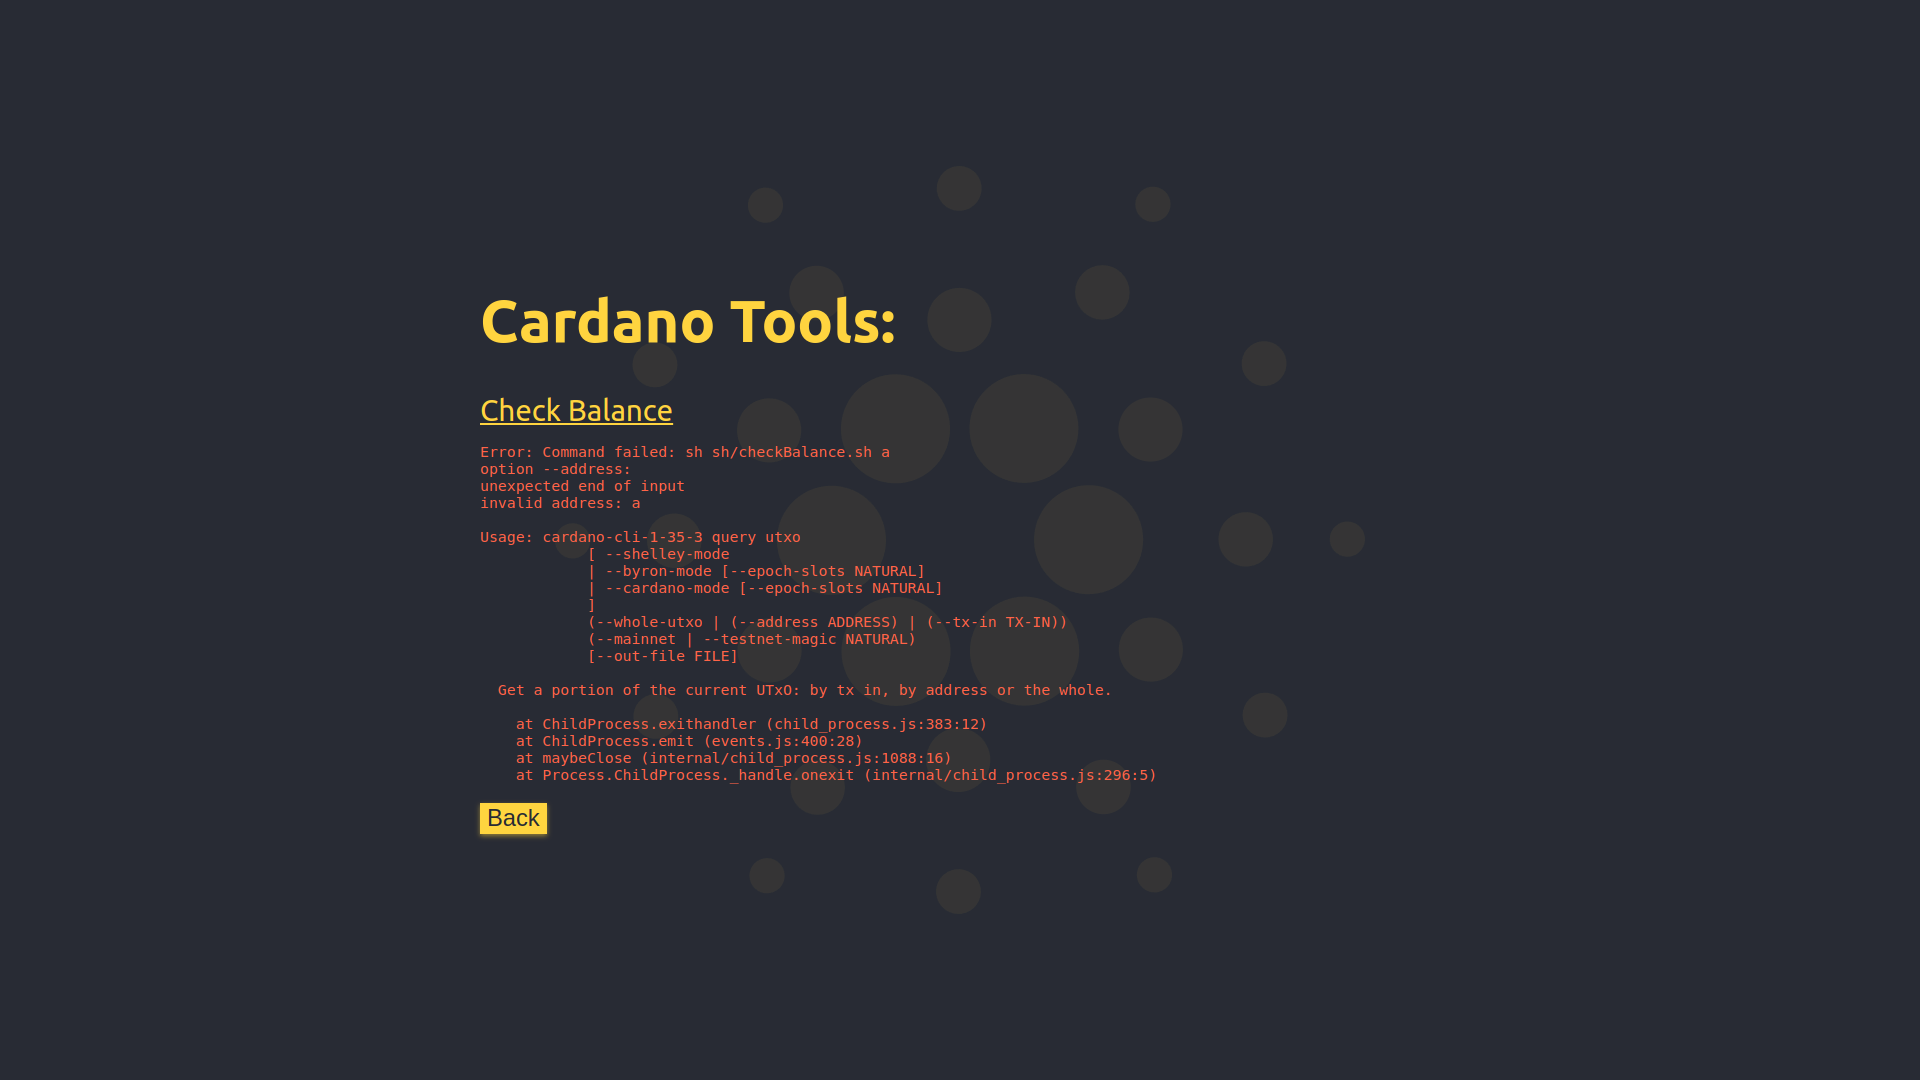 Cardano Tools:
Check Balance
Error: Command failed: sh sh/checkBalance.sh a
option --address:
unexpected end of input
invalid address: a
Usage: cardano-cli-1-35-3 query utxo
[ --shelley-mode
| --byron-mode [--epoch-slots NATURAL]
| --cardano-mode [--epoch-slots NATURAL]
]
(--whole-utxo | (--address ADDRESS) | (--tx-in TX-IN))
(--mainnet | --testnet-magic NATURAL)
[--out-file FILE]
Get a portion of the current UTxO: by tx in, by address or the whole.
at ChildProcess.exithandler (child_process.js:383:12)
at ChildProcess.emit (events.js:400:28)
at maybeClose (internal/child_process.js:1088:16)
at Process.ChildProcess._handle.onexit (internal/child_process.js:296:5)
Back